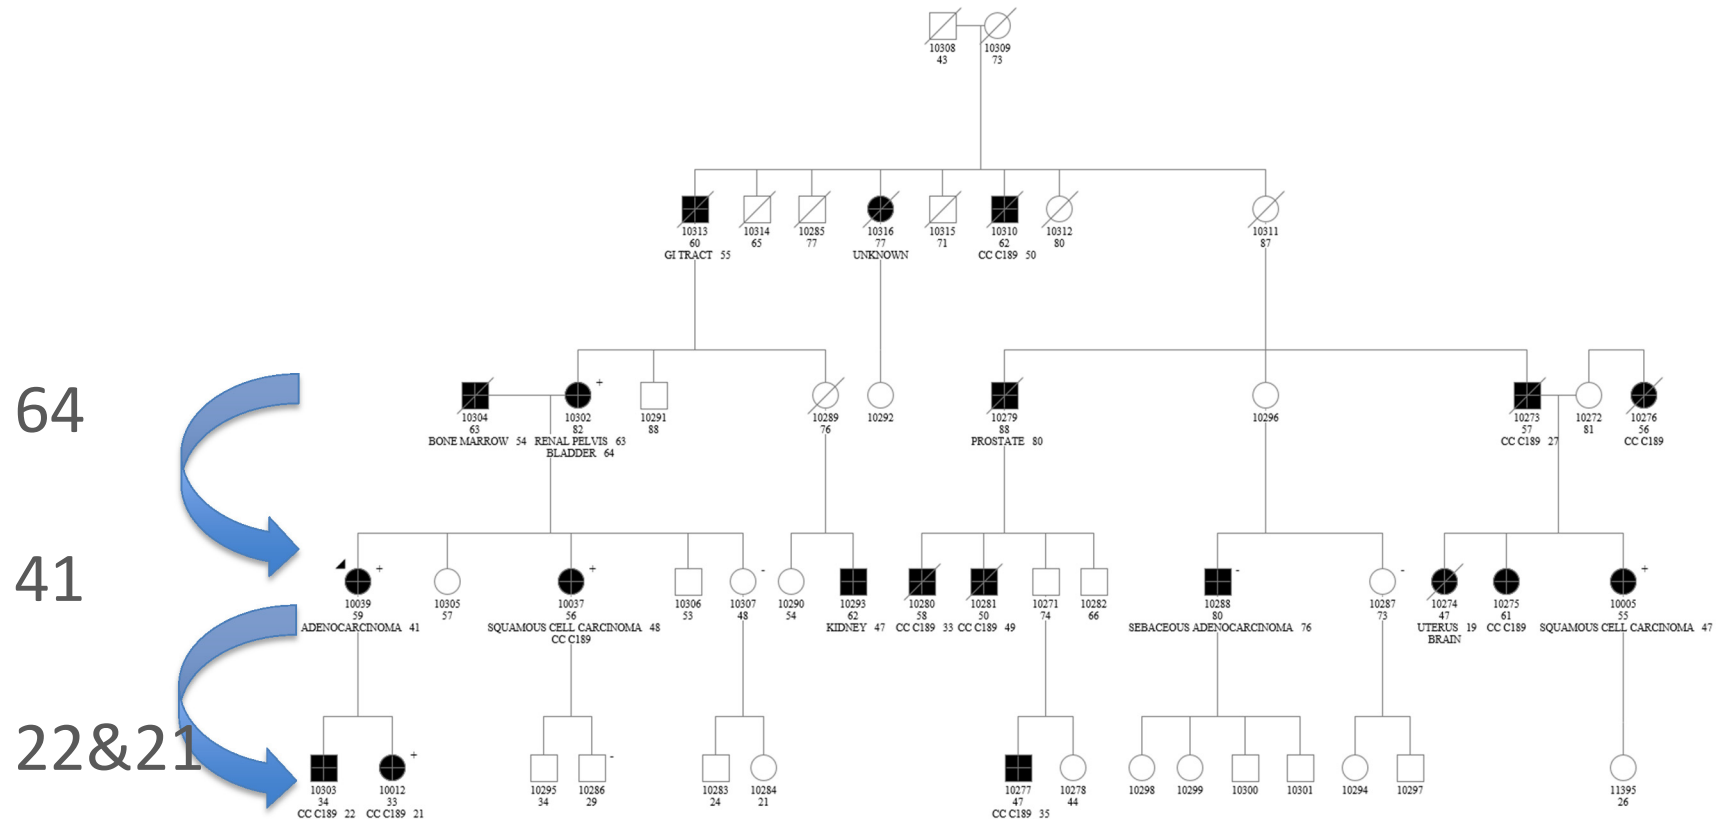 10308 10309
43 73
10313 10314 10285 10316 10315 10310 10312 10311
60 65 77 77 71 62 80 87
GI TRACT 55 UNKNOWN CC C189 50
64
+
10304 10302 10291 10289 10292 10279 10296 10273 10272 10276
63 82 88 76 88 57 81 56
BONE MARROW 54 RENAL PELVIS 63 PROSTATE 80 CC C189 27 CC C189
BLADDER 64
41
+ + - - - +
10039 10305 10037 10306 10307 10290 10293 10280 10281 10271 10282 10288 10287 10274 10275 10005
59 57 56 53 48 54 62 58 50 74 66 80 73 47 61 55
ADENOCARCINOMA 41 SQUAMOUS CELL CARCINOMA 48 KIDNEY 47 CC C189 33 CC C189 49 SEBACEOUS ADENOCARCINOMA 76 UTERUS 19 CC C189 SQUAMOUS CELL CARCINOMA 47
CC C189 BRAIN
22&21
+ -
10303 10012 10295 10286 10283 10284 10277 10278 10298 10299 10300 10301 10294 10297 11395
34 33 34 29 24 21 47 44 26
CC C189 22 CC C189 21 CC C189 35